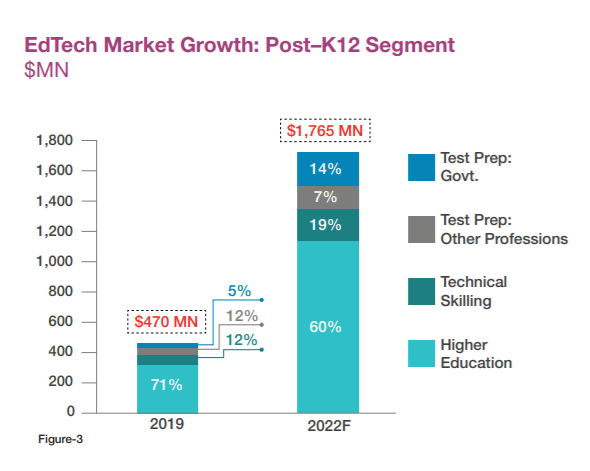 EdTech Market Growth: Post–K12 Segment
$MN
$1,765 MN
1,800
1,600
1,400
1,200
1,000
800
600
400
200
0
$470 MN
5%
12%
12%
71%
14%
7%
19%
60%
2019
2022F
Test Prep:
Govt.
Test Prep:
Other Professions
Technical
Skilling
Higher
Education
Figure-3